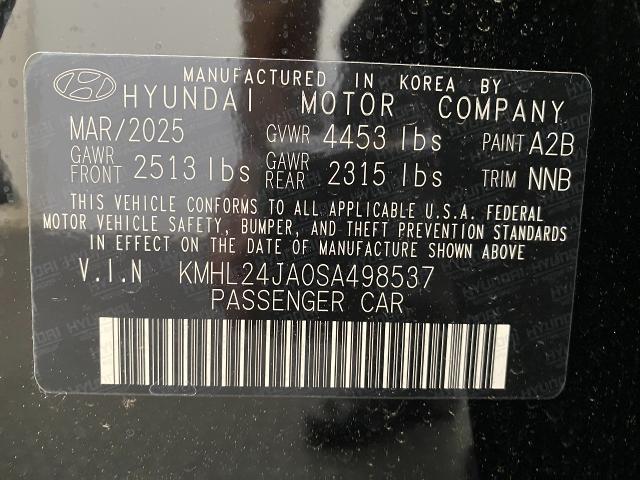 MANUFACTURED IN KOREA BY
HYUNDAI MOTOR COMPANY
MAR/2025 GVWR 4453 lbs PAINT A2B
GAWR FRONT 2513 lbs GAWR REAR 2315 lbs TRIM NNB
THIS VEHICLE CONFORMS TO ALL APPLICABLE U.S.A. FEDERAL
MOTOR VEHICLE SAFETY, BUMPER, AND THEFT PREVENTION STANDARDS
IN EFFECT ON THE DATE OF MANUFACTURE SHOWN ABOVE
V.I.N KMHL24JA0SA498537
PASSENGER CAR